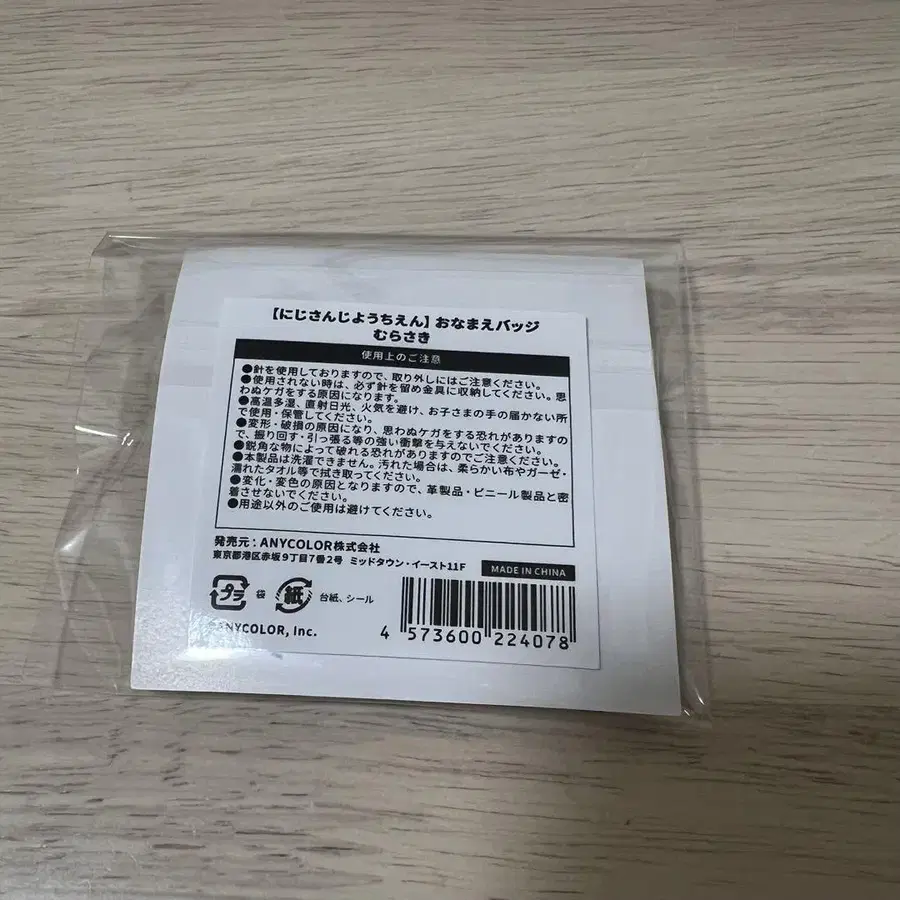 【にじさんじようちえん】おなまえバッジ
むらさき
使用上のご注意
●針を使用しておりますので、取り外しにはご注意ください。
●使用されない時は、必ず針を留め金具に収納してください。思
わぬケガをする原因になります。
●高温多湿、直射日光、火気を避け、お子さまの手の届かない所
で使用・保管してください。
●変形・破損の原因になり、思わぬケガをする恐れがありますの
で、振り回す・引っ張る等の強い衝撃を与えないでください。
●鋭角な物によって破れる恐れがありますのでご注意ください。
●本製品は洗濯できません。汚れた場合は、柔らかい布やガーゼ・
濡れたタオル等で拭き取ってください。
●変化・変色の原因となりますので、革製品・ビニール製品と密
着させないでください。
●用途以外のご使用は避けてください。
発売元：ANYCOLOR株式会社
東京都港区赤坂9丁目7番2号 ミッドタウン・イースト11F
MADE IN CHINA
プラ 袋 紙 台紙、シール
©ANYCOLOR, Inc.
4 573600 224078